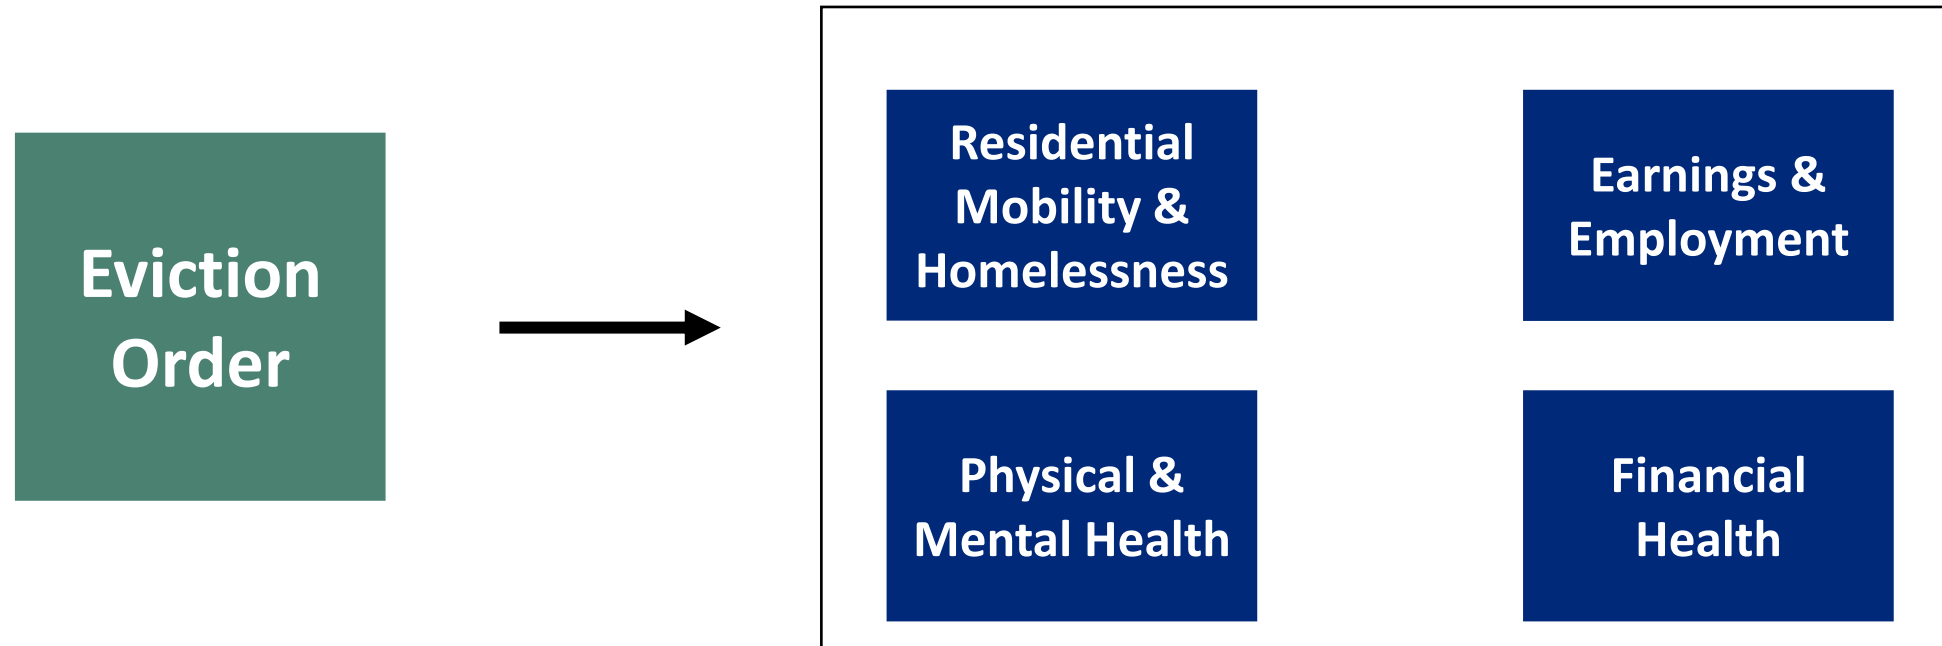 Eviction
Order
Residential
Mobility &
Homelessness
Earnings &
Employment
Physical &
Mental Health
Financial
Health